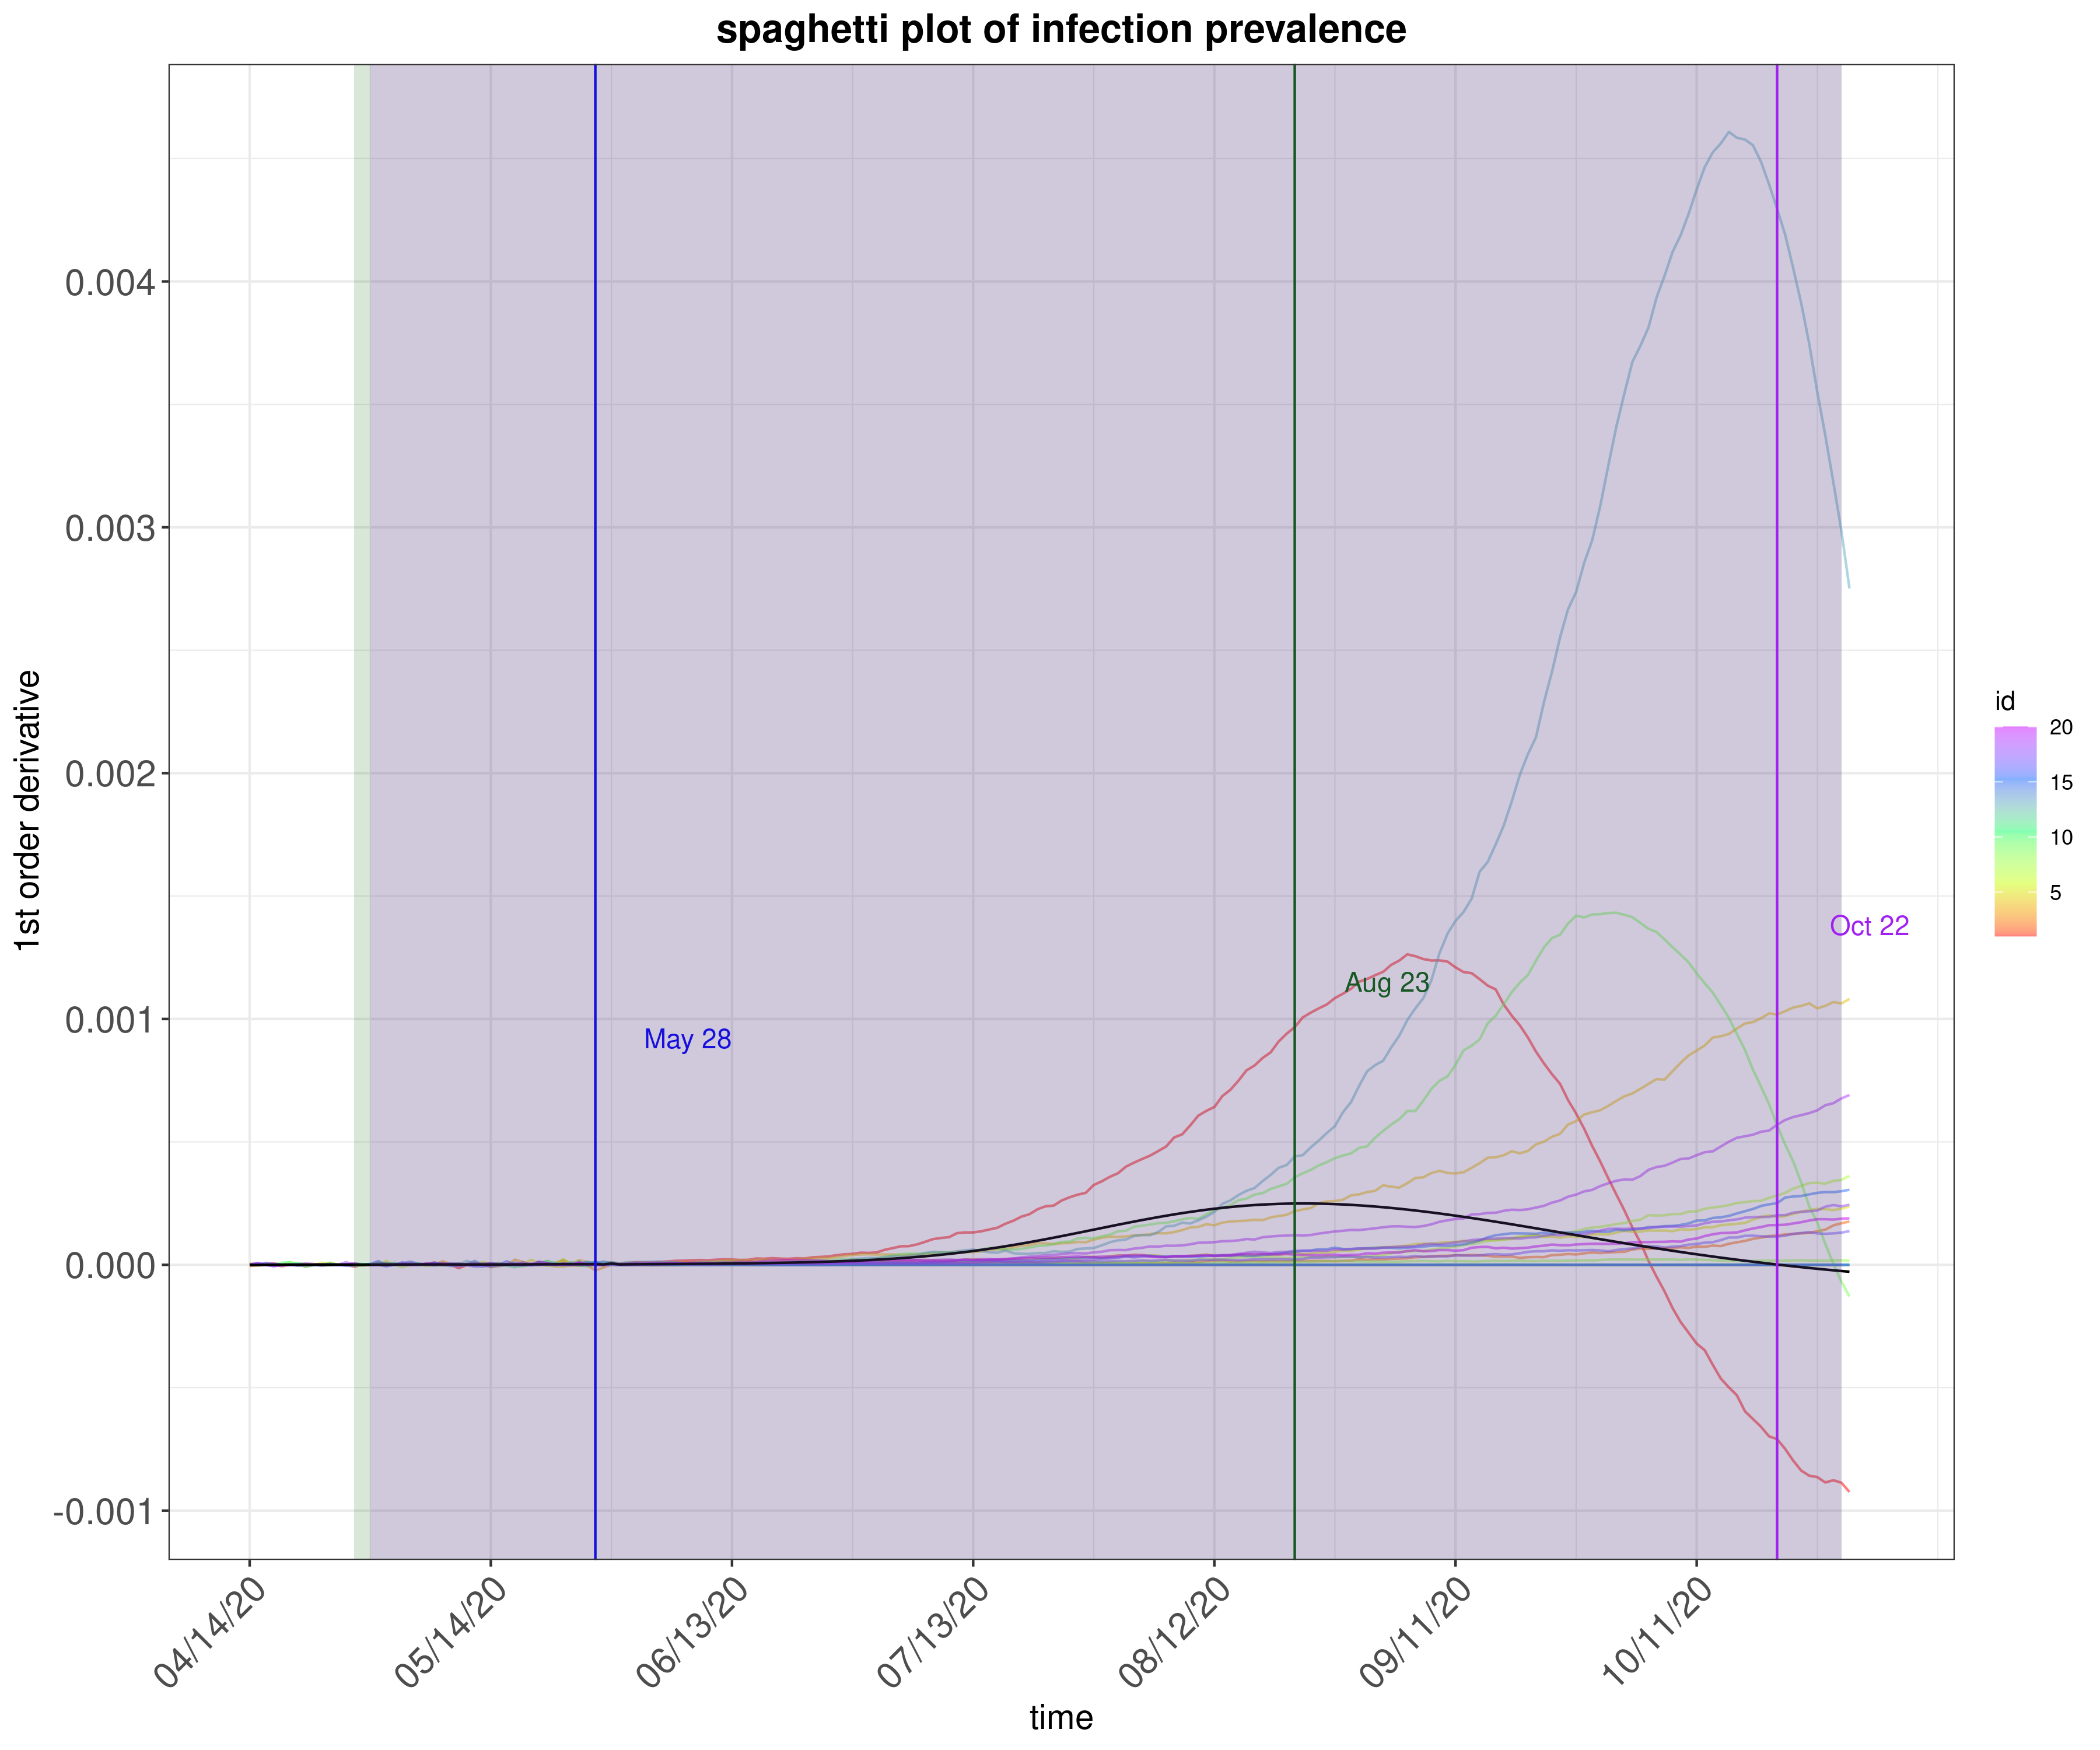 spaghetti plot of infection prevalence
1st order derivative
0.004
0.003
0.002
0.001
0.000
-0.001
May 28
Aug 23
Oct 22
id
20
15
10
5
04/14/20
05/14/20
06/13/20
07/13/20
08/12/20
09/11/20
10/11/20
time